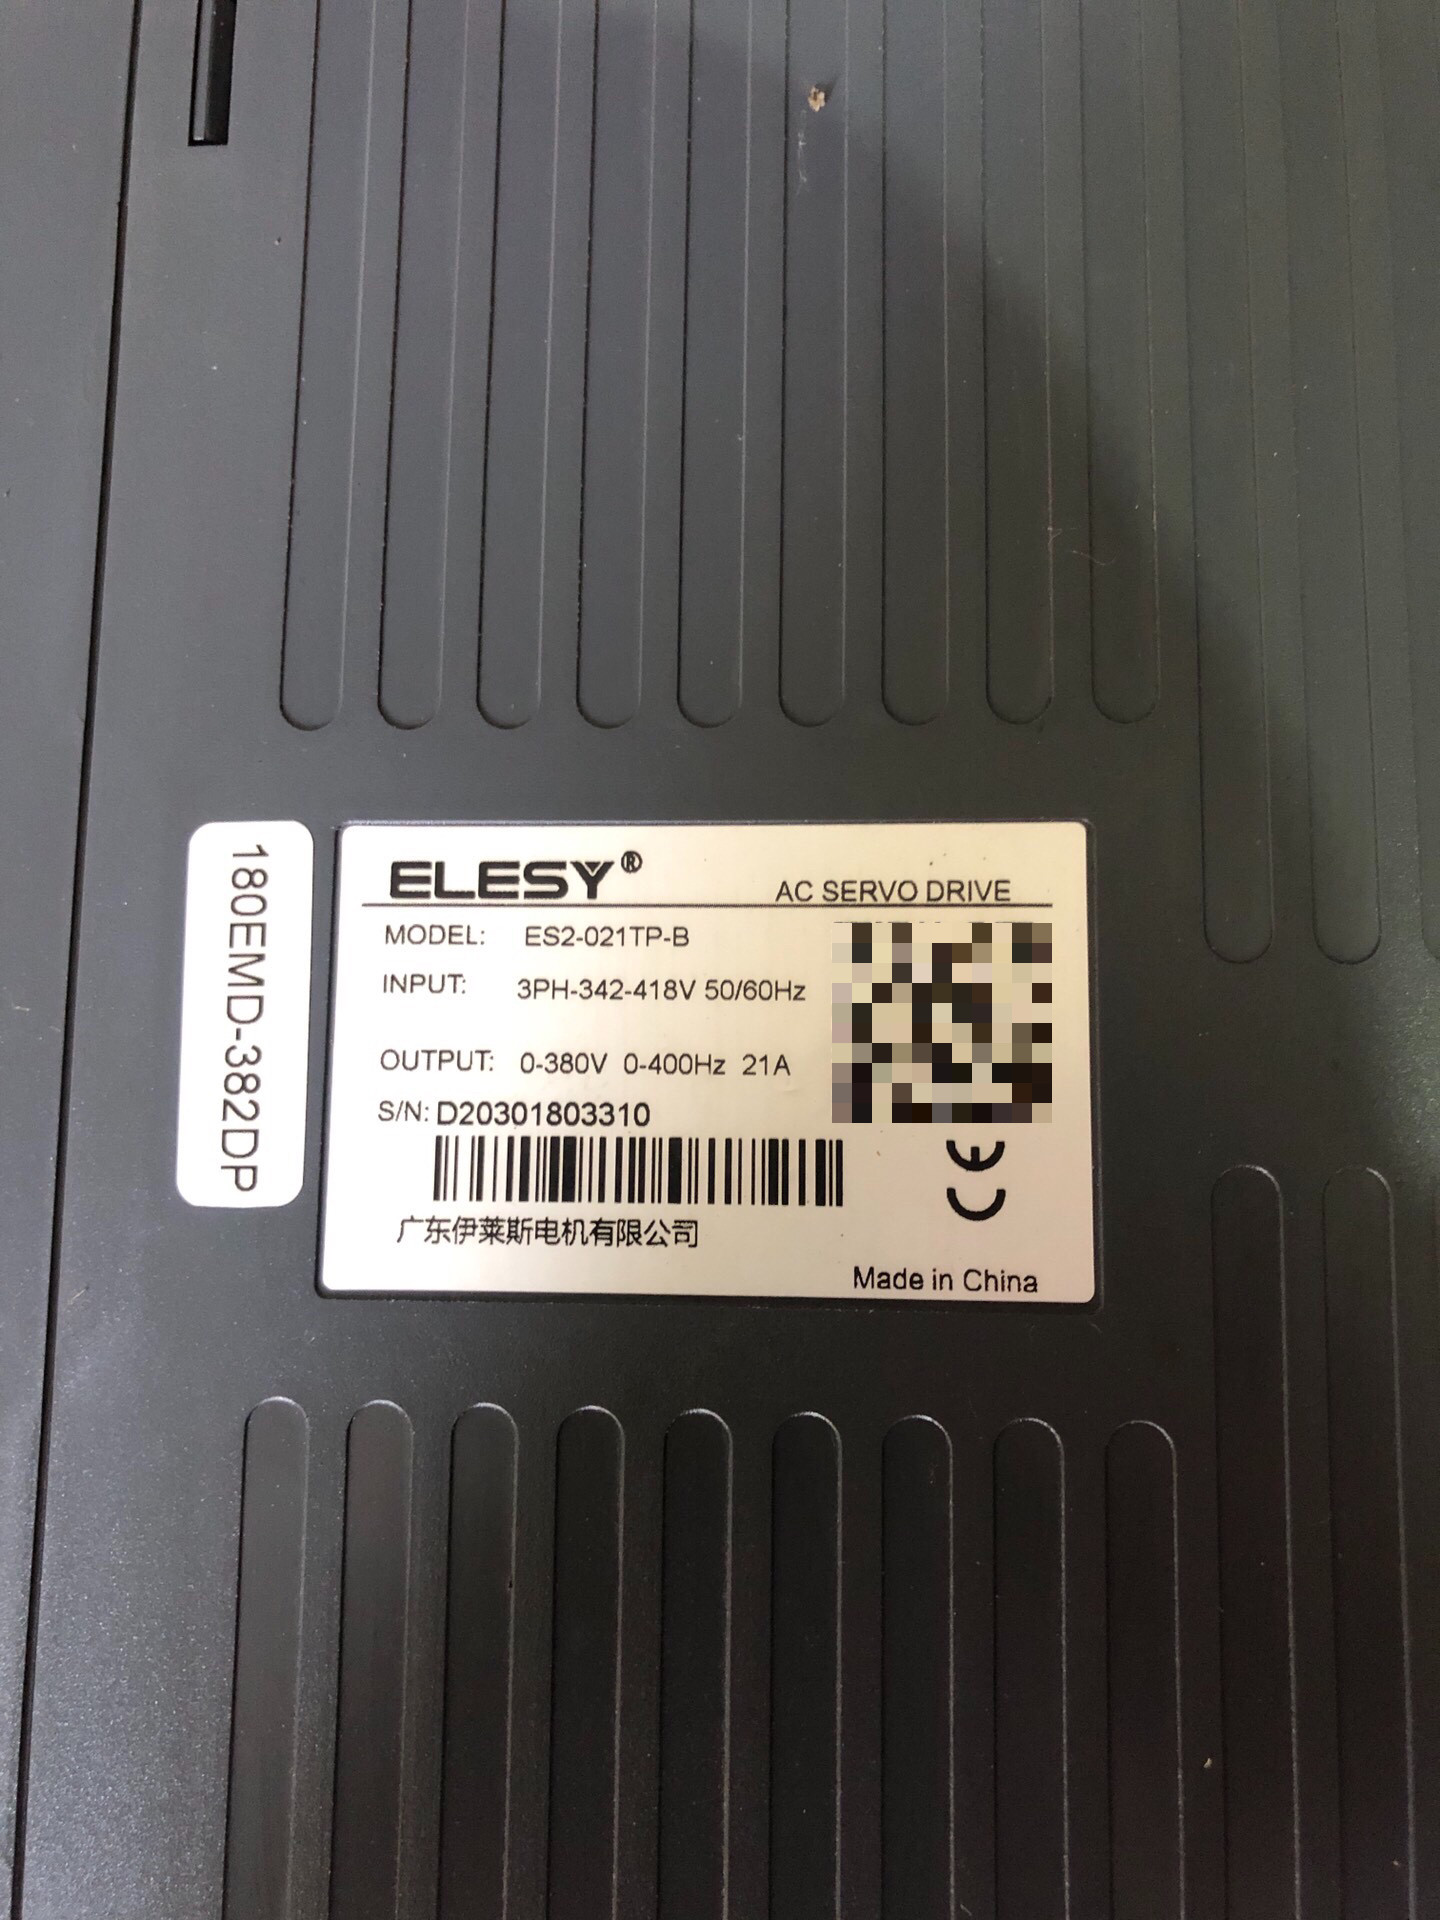 ELESY®
AC SERVO DRIVE
MODEL: ES2-021TP-B
INPUT: 3PH-342-418V 50/60Hz
OUTPUT: 0-380V 0-400Hz 21A
S/N: D20301803310
CE
广东伊莱斯电机有限公司
Made in China
180EMD-382DP